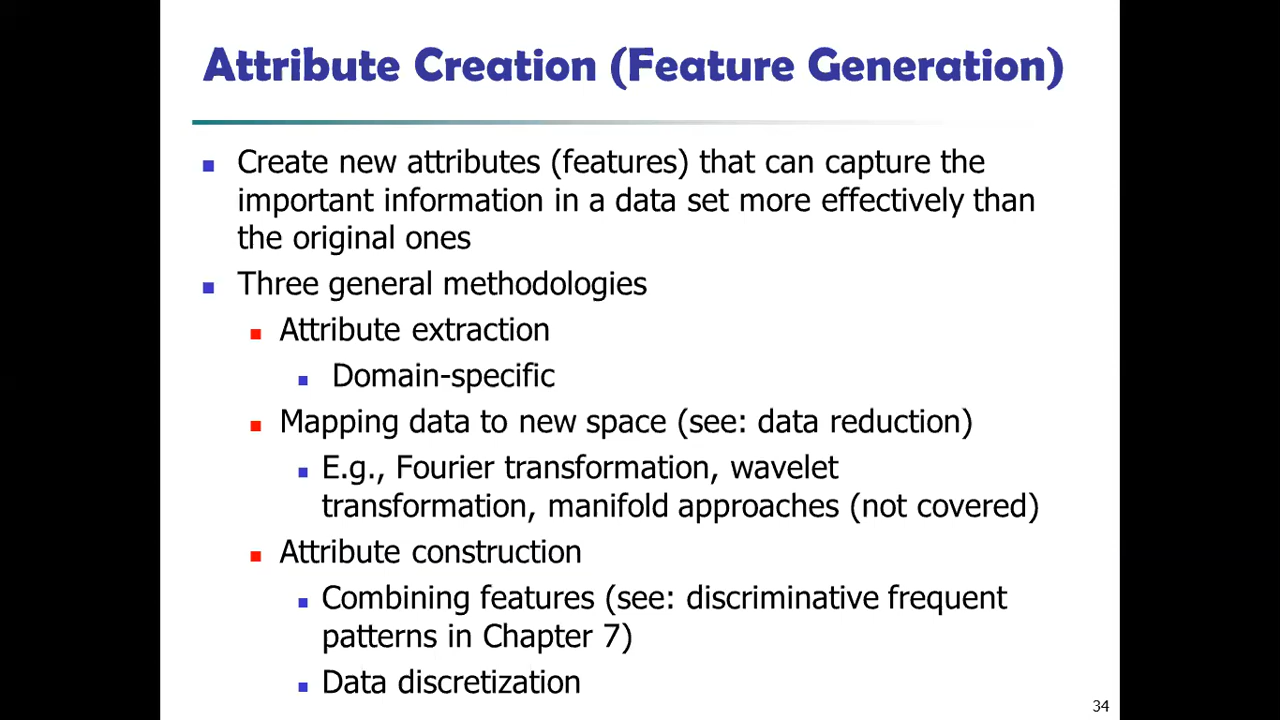 Attribute Creation (Feature Generation)
Create new attributes (features) that can capture the
important information in a data set more effectively than
the original ones
Three general methodologies
Attribute extraction
Domain-specific
Mapping data to new space (see: data reduction)
E.g., Fourier transformation, wavelet
transformation, manifold approaches (not covered)
Attribute construction
Combining features (see: discriminative frequent
patterns in Chapter 7)
Data discretization
34